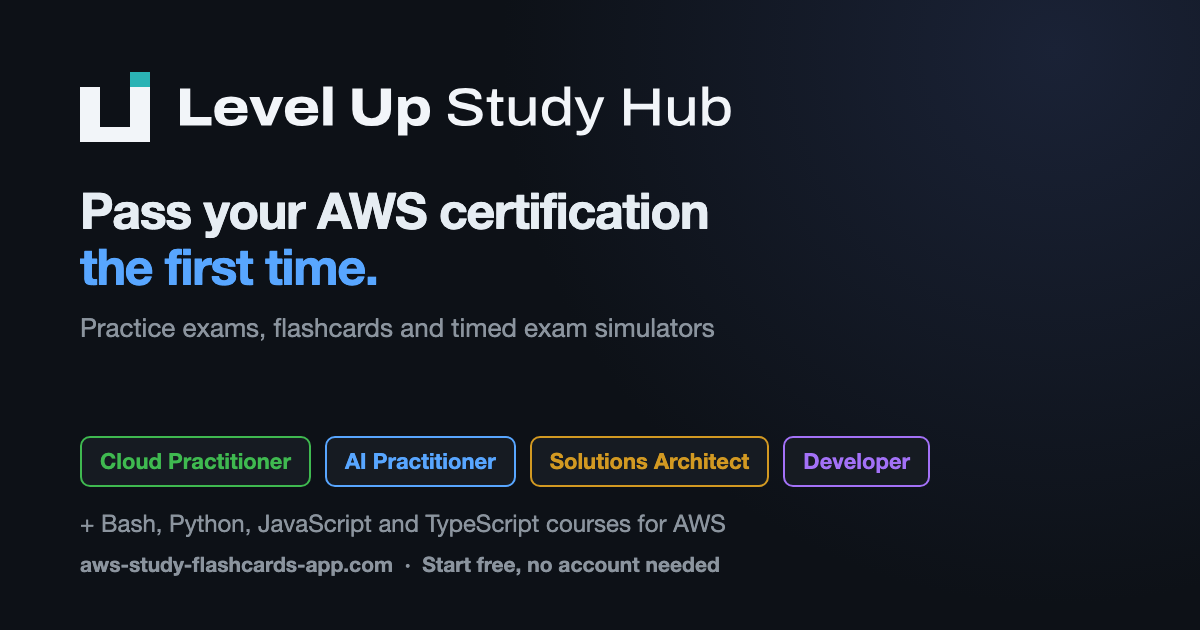 Level Up Study Hub
Pass your AWS certification
the first time.
Practice exams, flashcards and timed exam simulators
Cloud Practitioner
AI Practitioner
Solutions Architect
Developer
+ Bash, Python, JavaScript and TypeScript courses for AWS
aws-study-flashcards-app.com · Start free, no account needed